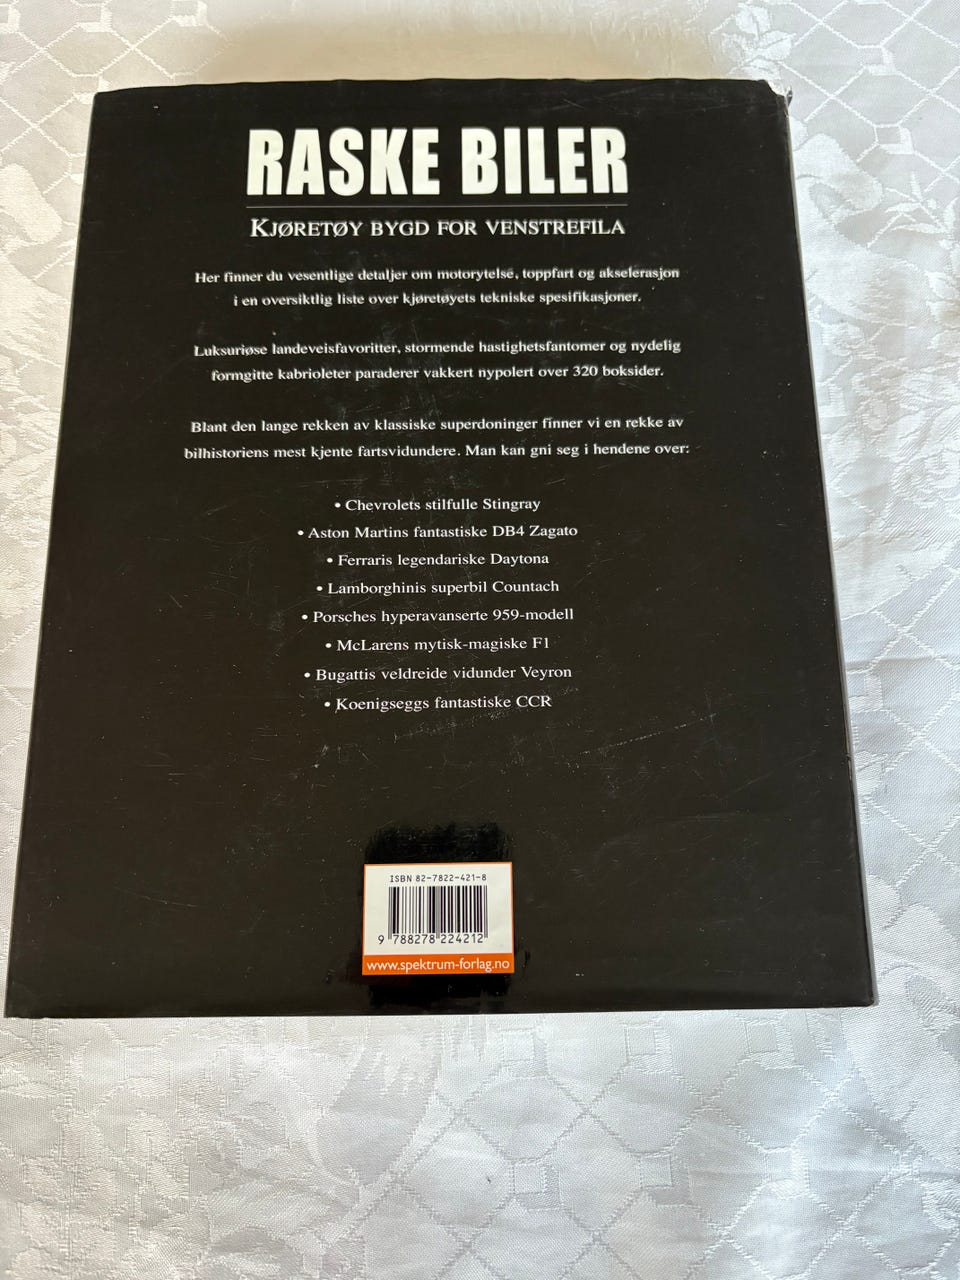 RASKE BILER
KJØRETØY BYGD FOR VENSTREFILA
Her finner du vesentlige detaljer om motorytelse, toppfart og akselerasjon
i en oversiktlig liste over kjøretøyets tekniske spesifikasjoner.
Luksuriøse landeveisfavoritter, stormende hastighetsfantomer og nydelig
formgitte kabrioleter paraderer vakkert nypolert over 320 boksider.
Blant den lange rekken av klassiske superdoninger finner vi en rekke av
bilhistoriens mest kjente fartsvidundere. Man kan gni seg i hendene over:
• Chevrolets stilfulle Stingray
• Aston Martins fantastiske DB4 Zagato
• Ferraris legendariske Daytona
• Lamborghinis superbil Countach
• Porsches hyperavanserte 959-modell
• McLarens mytisk-magiske F1
• Bugattis veldreide vidunder Veyron
• Koenigseggs fantastiske CCR
ISBN 82-7822-421-8
9 788278 224212
www.spektrum-forlag.no